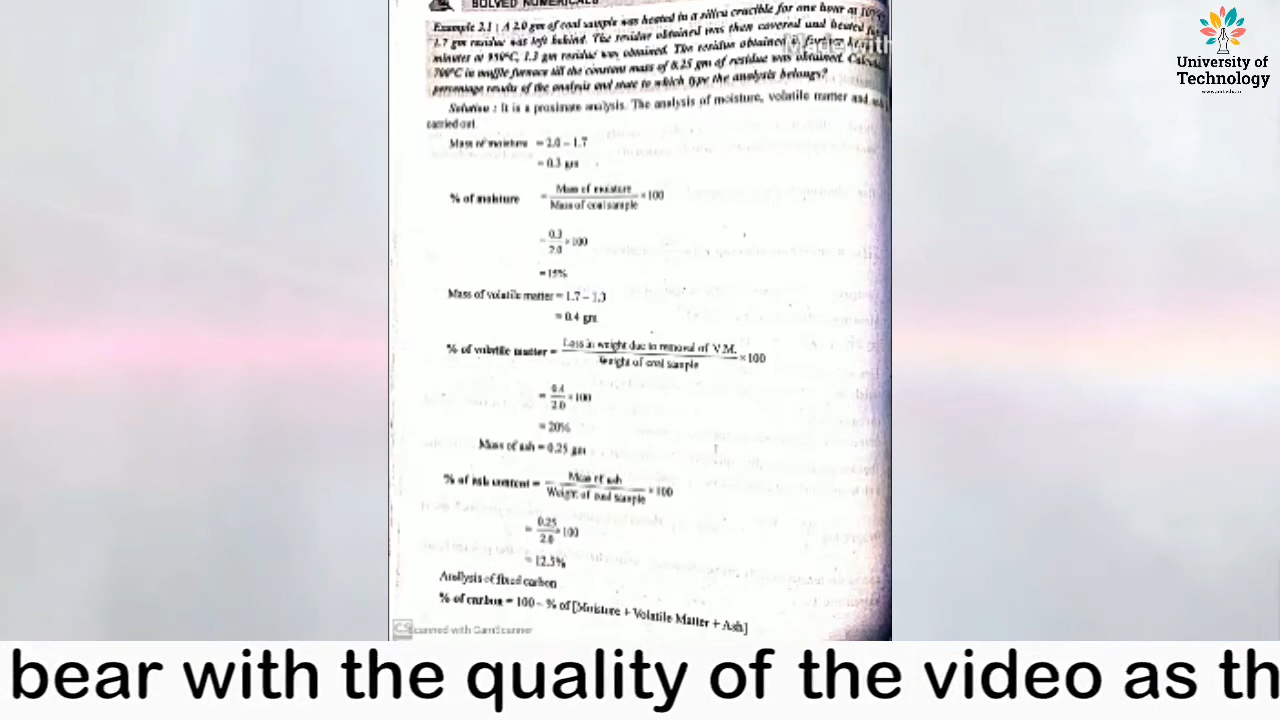 SOLVED NUMERICALS
Example 2.1 : A 2.0 gm of coal sample was heated in a silica crucible for one hour at
1.7 gm residue was left behind. The residue obtained was then covered and heated
minutes at 950°C, 1.3 gm residue was obtained. The residue obtained
700°C in muffle furnace till the constant mass of 0.25 gm of residue was obtained.
percentage results of the analysis and state to which type the analysis belongs?
Solution : It is a proximate analysis. The analysis of moisture, volatile matter and
carried out.
Mass of moisture = 2.0 – 1.7
= 0.3 gm
% of moisture = Mass of moisture / Mass of coal sample × 100
= 0.3 / 2.0 × 100
= 15%
Mass of volatile matter = 1.7 – 1.3
= 0.4 gm
% of volatile matter = Loss in weight due to removal of V.M. / Weight of coal sample × 100
= 0.4 / 2.0 × 100
= 20%
Mass of ash = 0.25 gm
% of ash content = Mass of ash / Weight of coal sample × 100
= 0.25 / 2.0 × 100
= 12.5%
Analysis of fixed carbon
% of carbon = 100 – % of [Moisture + Volatile Matter + Ash]
CS Scanned with CamScanner
Made with
University of
Technology
bear with the quality of the video as th